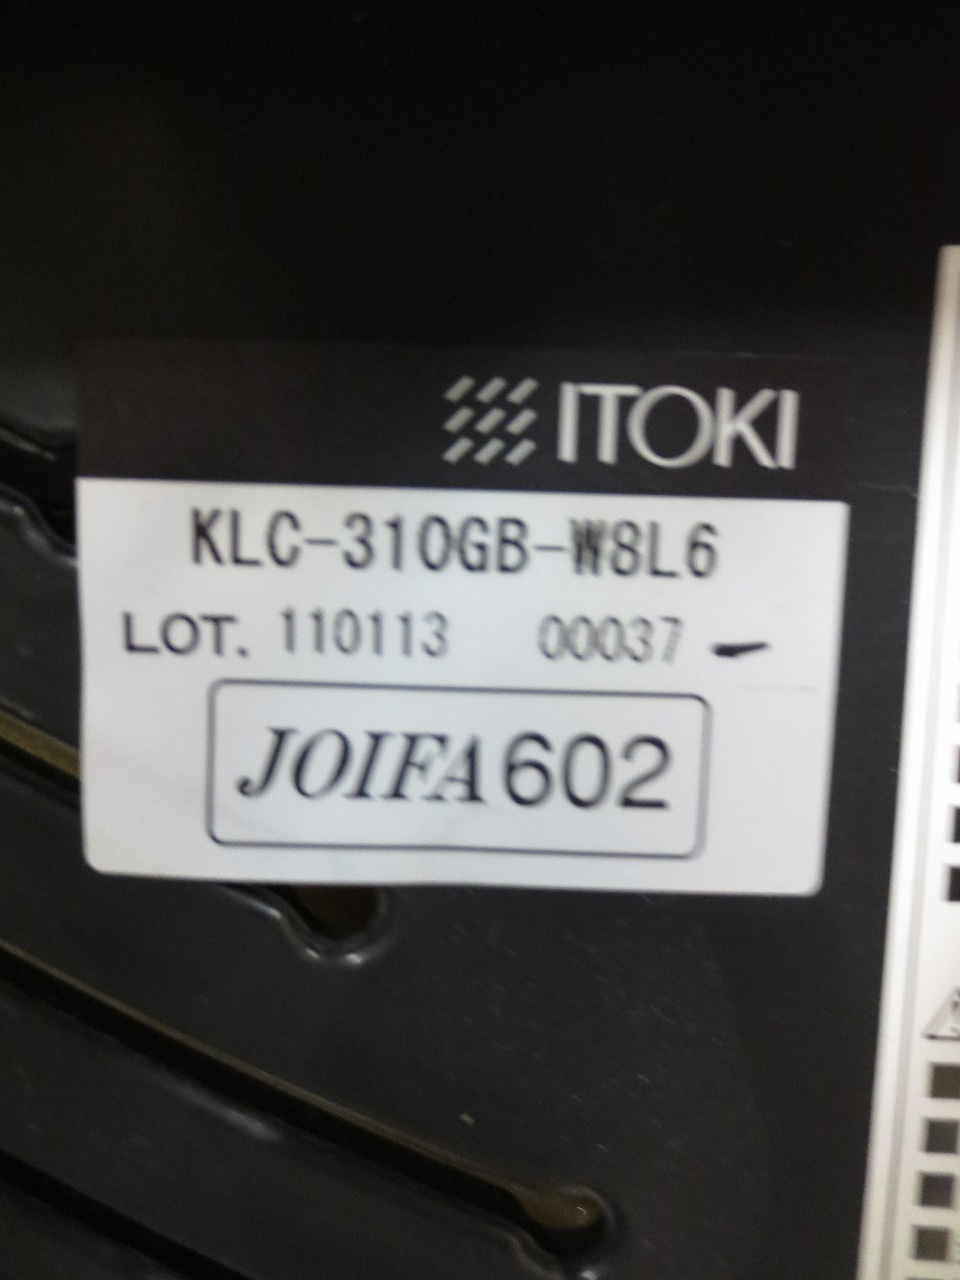 ITOKI
KLC-310GB-W8L6
LOT. 110113 00037
JOIFA602